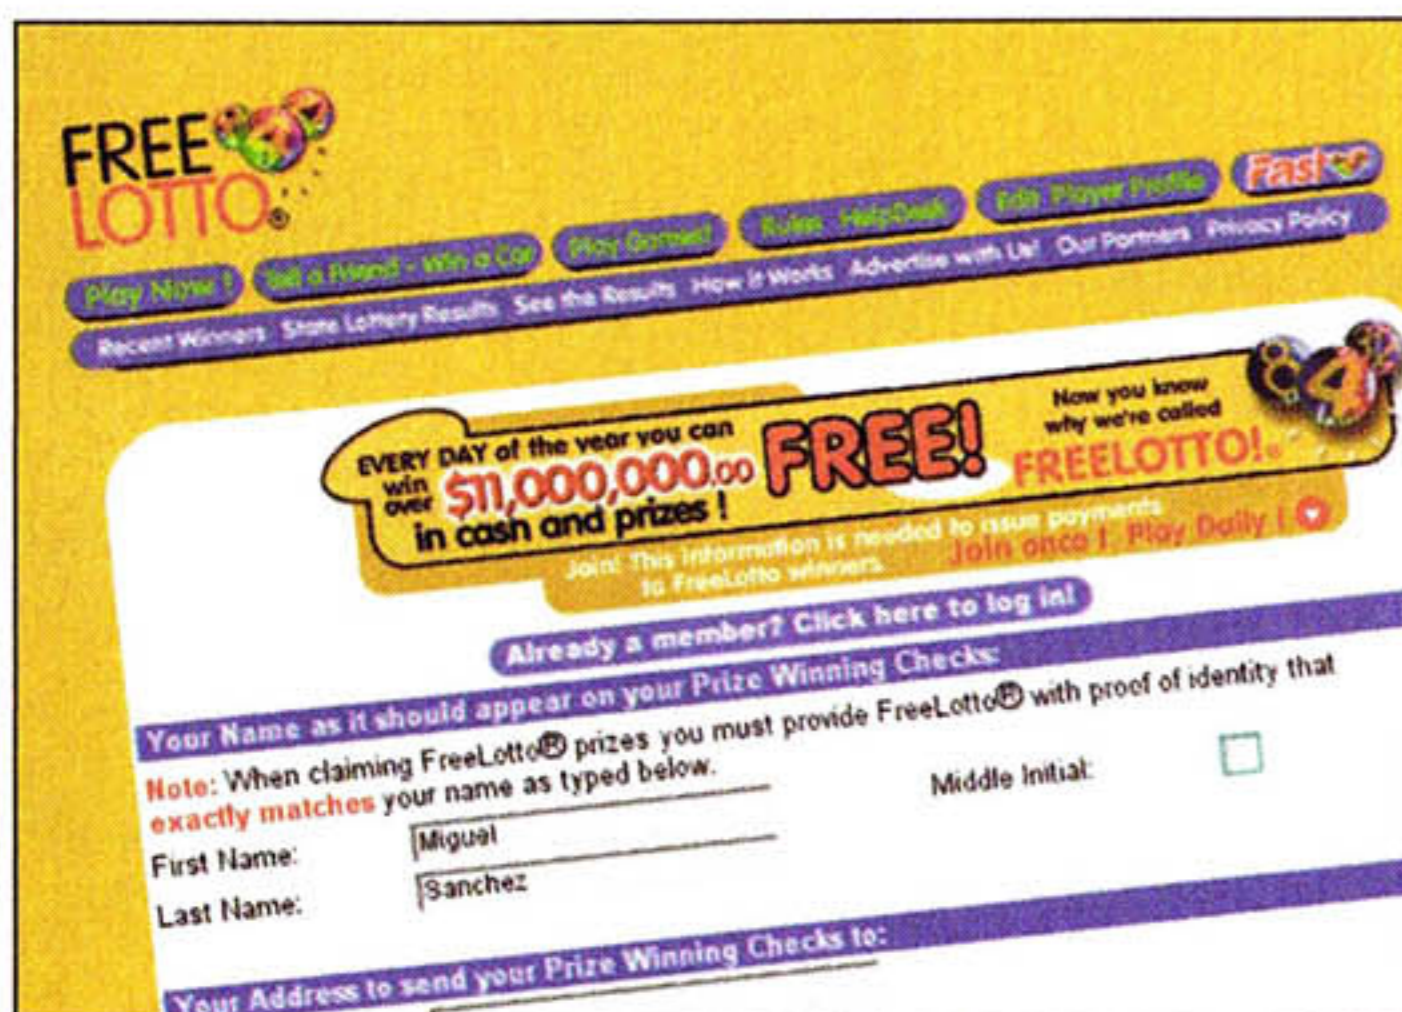 FREE
LOTTO®
Play Now! Tell a Friend - Win a Car Play Games! Rules HelpDesk Edit Player Profile Fast
Recent Winners State Lottery Results See the Results How it Works Advertise with Us! Our Partners Privacy Policy
EVERY DAY of the year you can
win
over $11,000,000.00
in cash and prizes !
FREE!
Now you know
why we're called
FREELOTTO!®
8 4
Join! This information is needed to issue payments
to FreeLotto winners
Join once ! Play Daily !
Already a member? Click here to log in!
Your Name as it should appear on your Prize Winning Checks:
Note: When claiming FreeLotto® prizes you must provide FreeLotto® with proof of identity that
exactly matches your name as typed below.
First Name: Miguel Middle Initial:
Last Name: Sanchez
Your Address to send your Prize Winning Checks to: